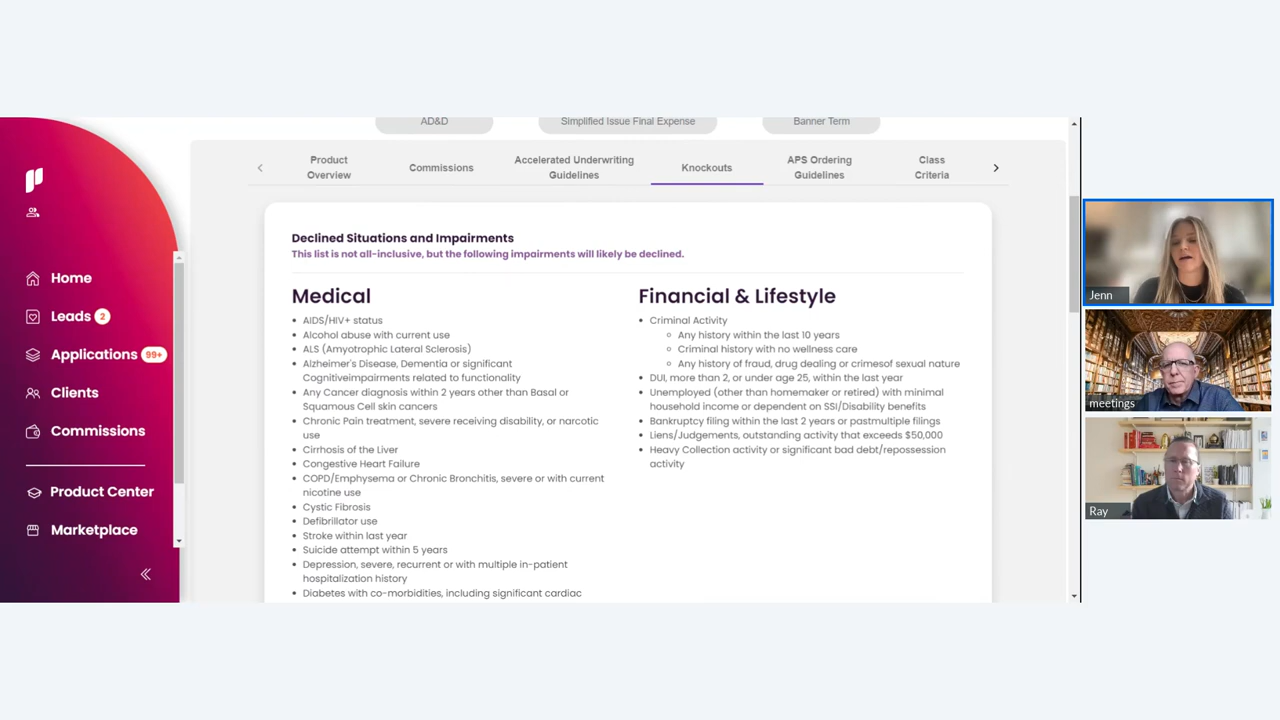 AD&D
Simplified Issue Final Expense
Banner Term
Product
Overview
Commissions
Accelerated Underwriting
Guidelines
Knockouts
APS Ordering
Guidelines
Class
Criteria
Home
Leads 2
Applications 99+
Clients
Commissions
Product Center
Marketplace
Declined Situations and Impairments
This list is not all-inclusive, but the following impairments will likely be declined.
Medical
AIDS/HIV+ status
Alcohol abuse with current use
ALS (Amyotrophic Lateral Sclerosis)
Alzheimer's Disease, Dementia or significant
Cognitiveimpairments related to functionality
Any Cancer diagnosis within 2 years other than Basal or
Squamous Cell skin cancers
Chronic Pain treatment, severe receiving disability, or narcotic
use
Cirrhosis of the Liver
Congestive Heart Failure
COPD/Emphysema or Chronic Bronchitis, severe or with current
nicotine use
Cystic Fibrosis
Defibrillator use
Stroke within last year
Suicide attempt within 5 years
Depression, severe, recurrent or with multiple in-patient
hospitalization history
Diabetes with co-morbidities, including significant cardiac
Financial & Lifestyle
Criminal Activity
Any history within the last 10 years
Criminal history with no wellness care
Any history of fraud, drug dealing or crimesof sexual nature
DUI, more than 2, or under age 25, within the last year
Unemployed (other than homemaker or retired) with minimal
household income or dependent on SSI/Disability benefits
Bankruptcy filing within the last 2 years or pastmultiple filings
Liens/Judgements, outstanding activity that exceeds $50,000
Heavy Collection activity or significant bad debt/repossession
activity
Jenn
meetings
Ray